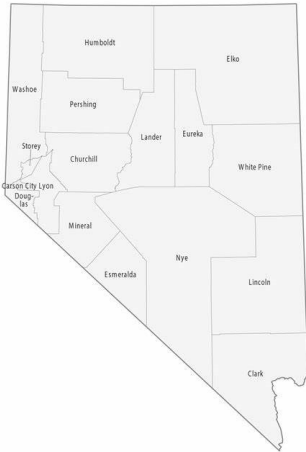 Humboldt
Elko
Washoe
Pershing
Lander
Eureka
Storey
Churchill
White Pine
Carson City Lyon
Doug-
las
Mineral
Nye
Esmeralda
Lincoln
Clark